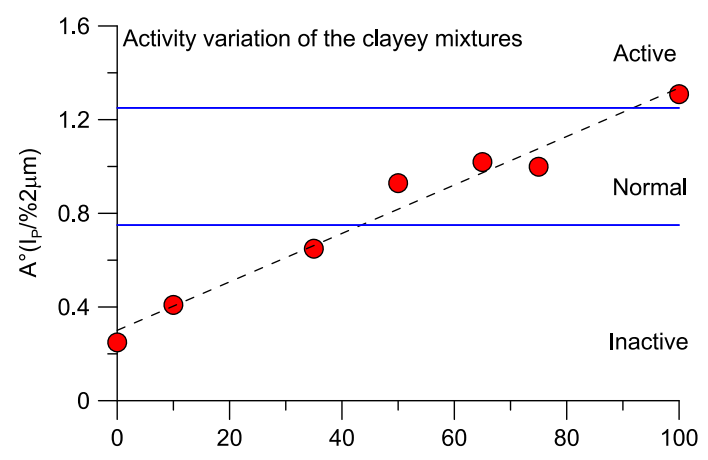 1.6
Activity variation of the clayey mixtures
Active
1.2
Normal
0.8
A°(I_P/%2μm)
0.4
Inactive
0
0 20 40 60 80 100